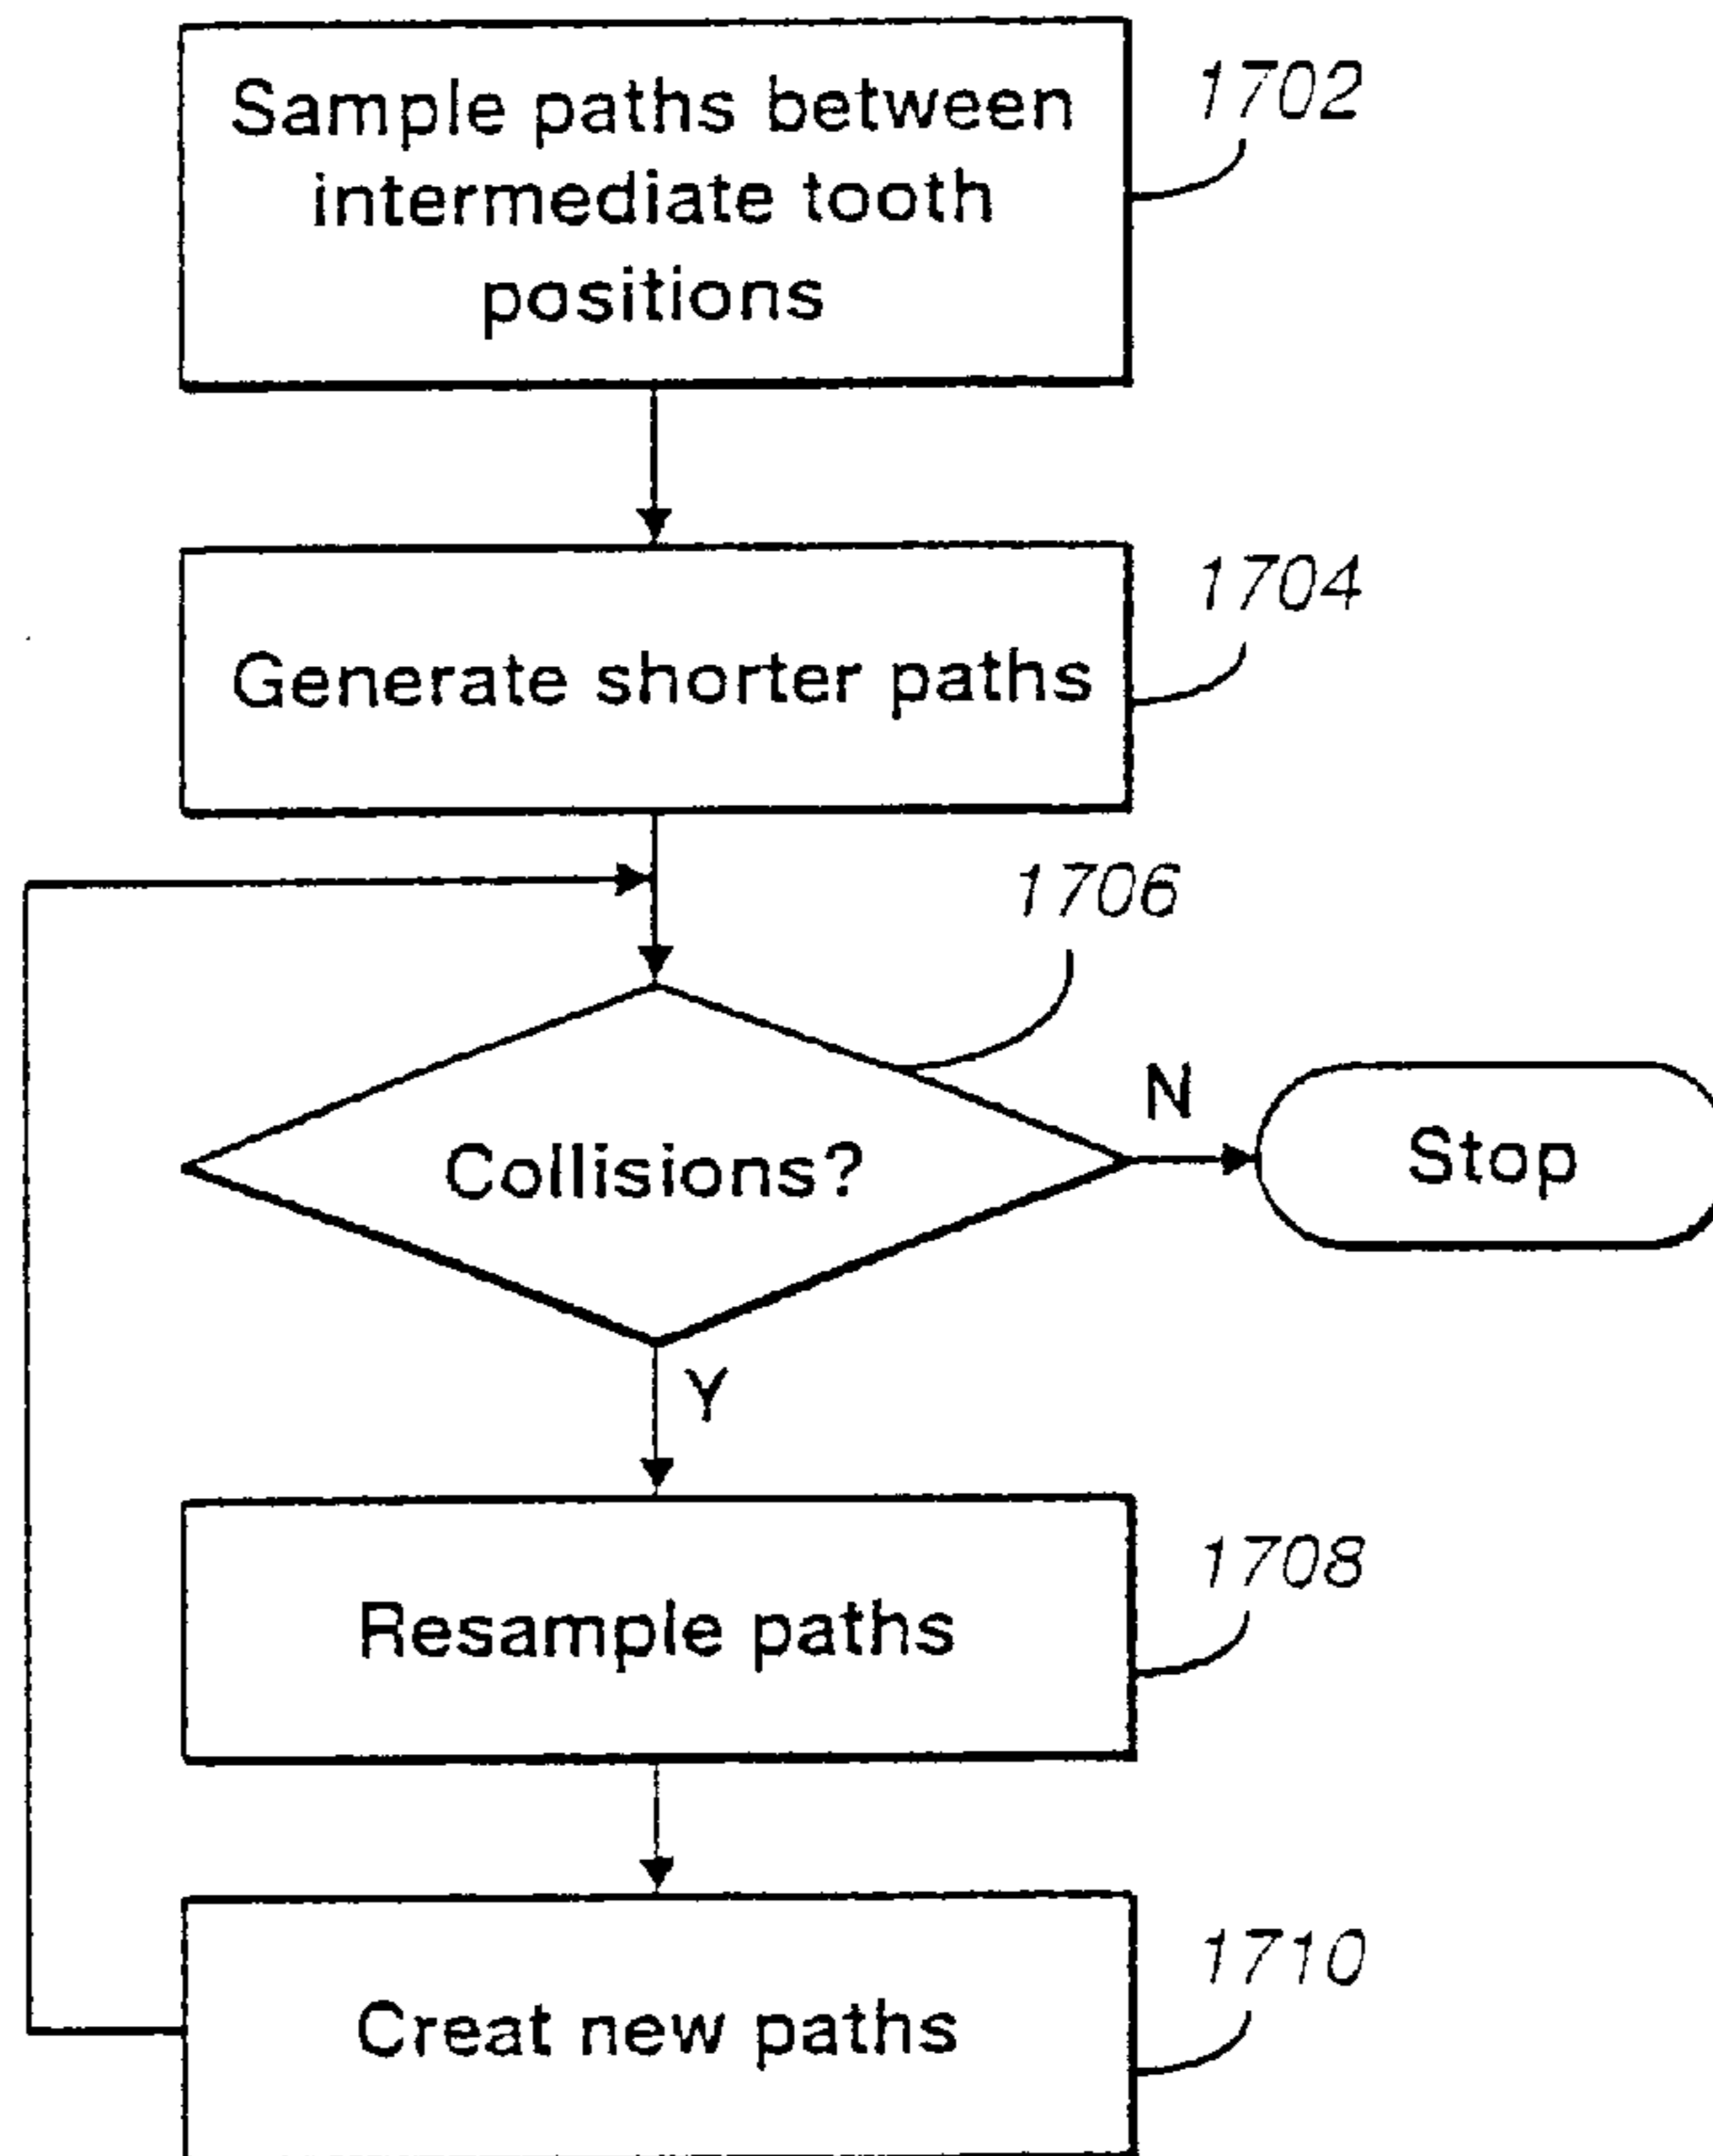 Sample paths between
intermediate tooth
positions
1702
Generate shorter paths
1704
1706
Collisions?
N
Stop
Y
Resample paths
1708
Creat new paths
1710